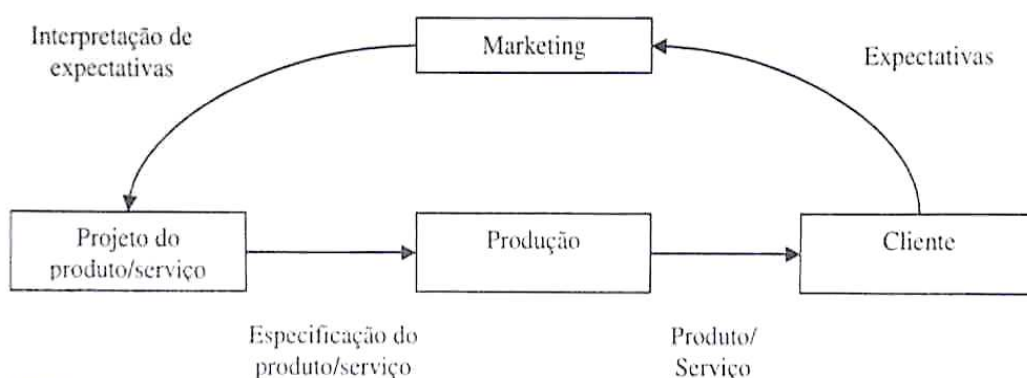 Interpretação de
expectativas
Marketing
Expectativas
Projeto do
produto/serviço
Produção
Cliente
Especificação do
produto/serviço
Produto/
Serviço